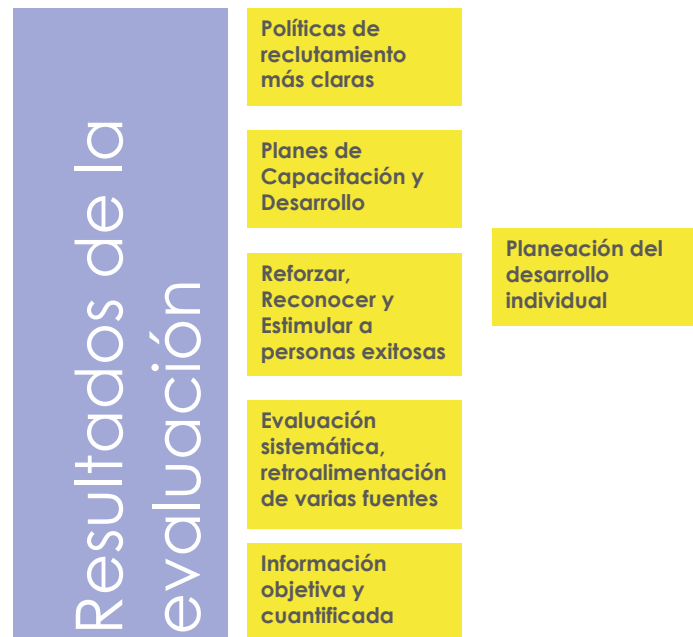 Resultados de la
evaluación
Políticas de
reclutamiento
más claras
Planes de
Capacitación y
Desarrollo
Reforzar,
Reconocer y
Estimular a
personas exitosas
Evaluación
sistemática,
retroalimentación
de varias fuentes
Información
objetiva y
cuantificada
Planeación del
desarrollo
individual